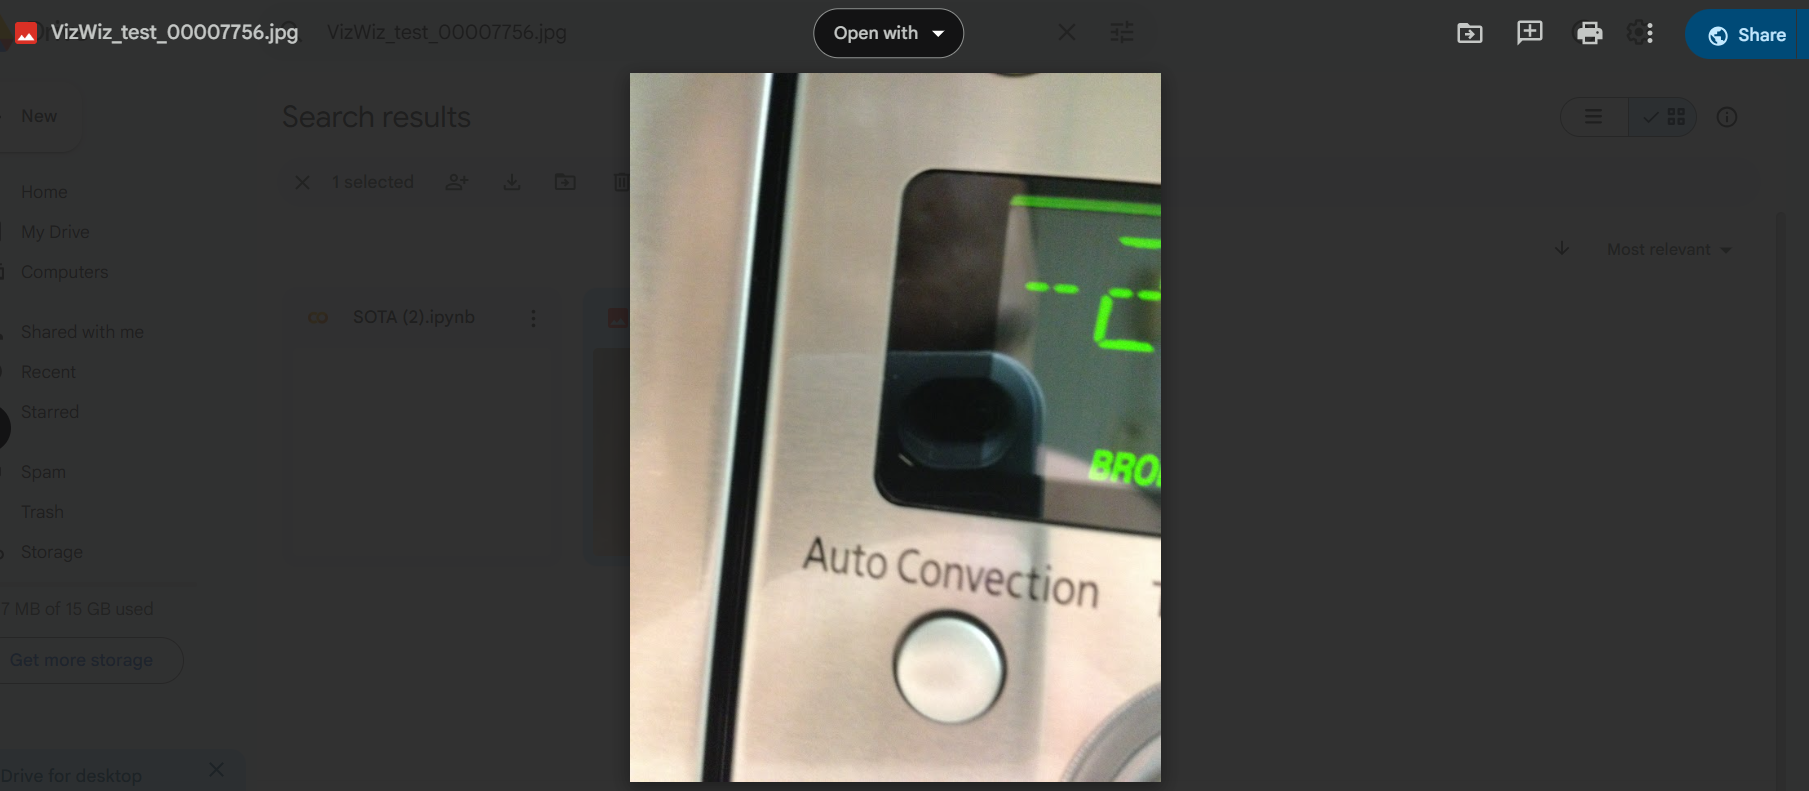 VizWiz_test_00007756.jpg
VizWiz_test_00007756.jpg
Open with
Share
New
Search results
1 selected
Home
My Drive
Computers
Most relevant
SOTA (2).ipynb
Shared with me
Recent
Starred
Spam
Trash
Storage
7 MB of 15 GB used
Get more storage
Drive for desktop
Auto Convection